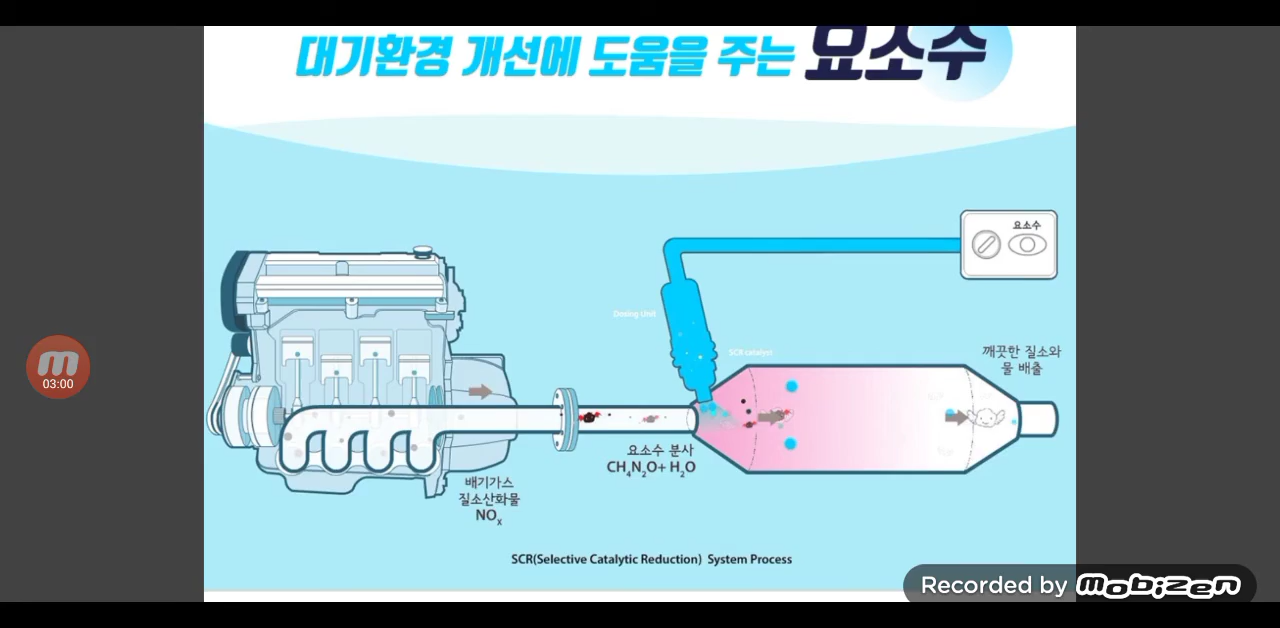 대기환경 개선에 도움을 주는 요소수
요소수
Dosing Unit
SCR catalyst
깨끗한 질소와
물 배출
요소수 분사
CH₄N₂O+ H₂O
배기가스
질소산화물
NOₓ
SCR(Selective Catalytic Reduction) System Process
03:00
Recorded by mobizen